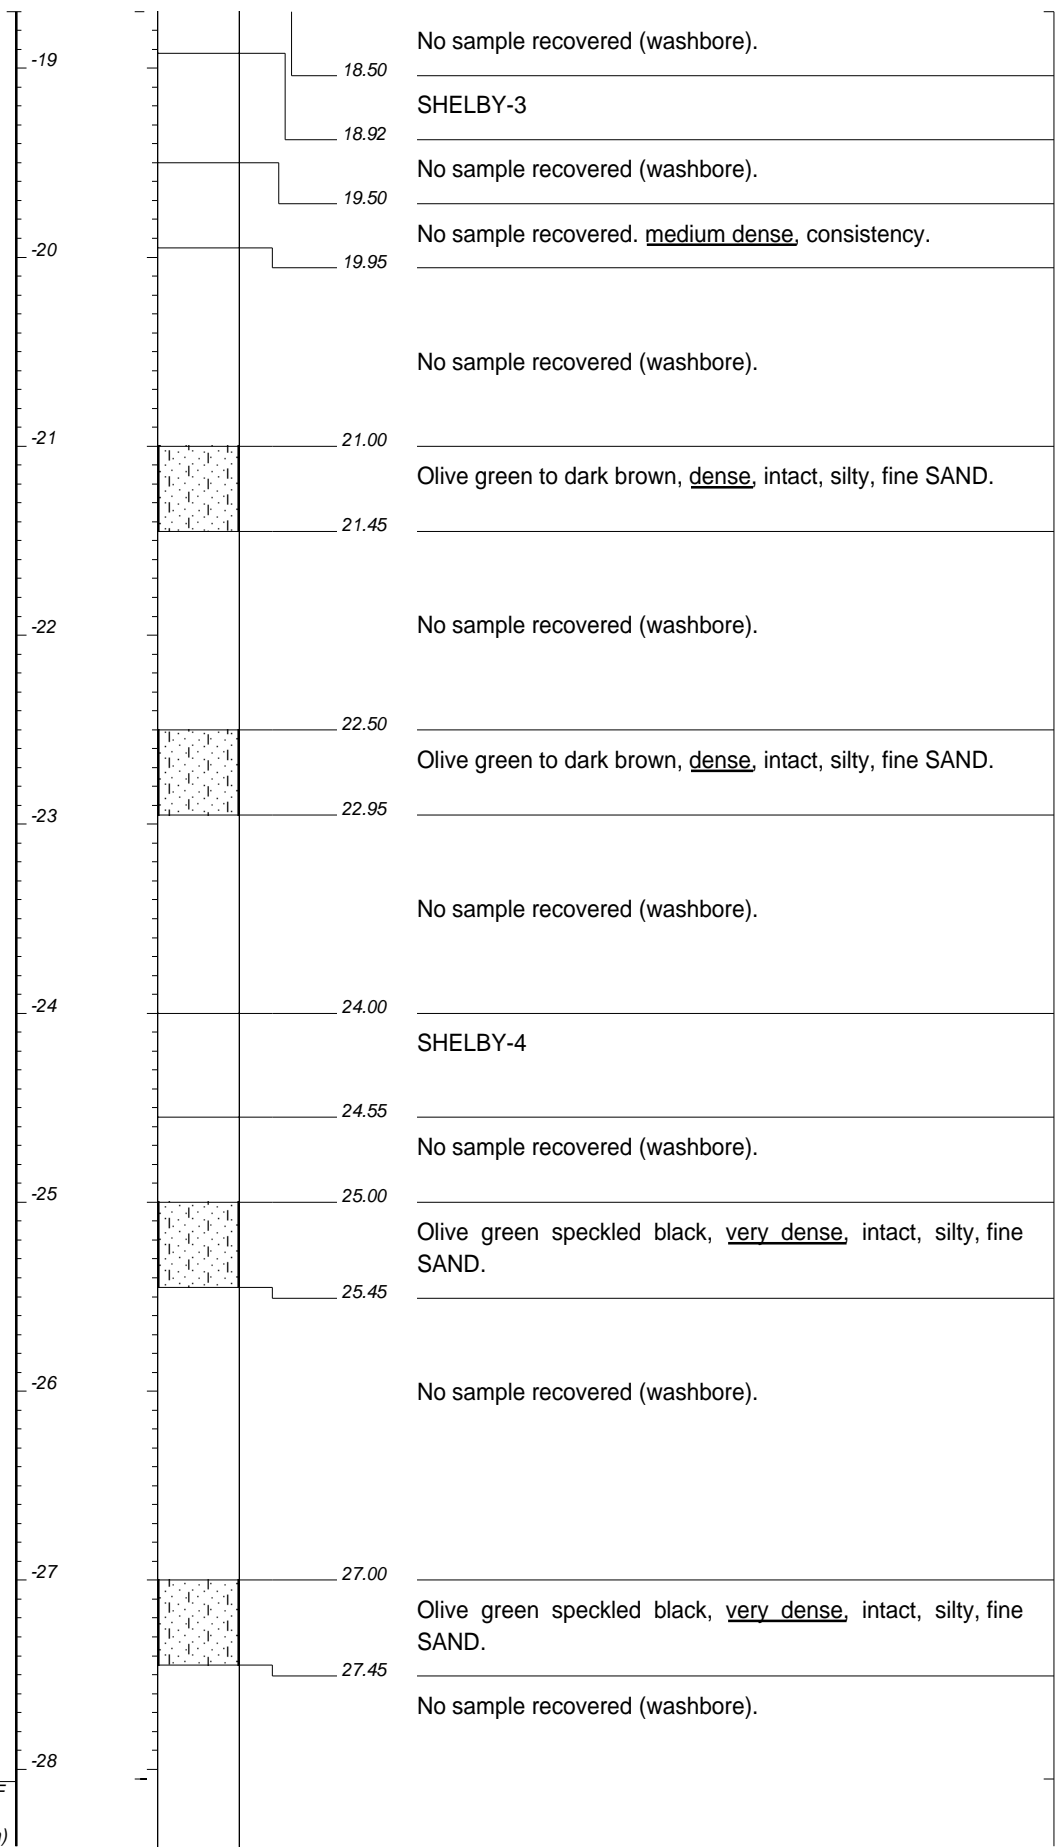 No sample recovered (washbore).
-19
18.50
SHELBY-3
18.92
No sample recovered (washbore).
19.50
No sample recovered. medium dense, consistency.
-20
19.95
No sample recovered (washbore).
-21
21.00
Olive green to dark brown, dense, intact, silty, fine SAND.
21.45
-22
No sample recovered (washbore).
22.50
Olive green to dark brown, dense, intact, silty, fine SAND.
-23
22.95
No sample recovered (washbore).
-24
24.00
SHELBY-4
24.55
No sample recovered (washbore).
-25
25.00
Olive green speckled black, very dense, intact, silty, fine
SAND.
25.45
-26
No sample recovered (washbore).
-27
27.00
Olive green speckled black, very dense, intact, silty, fine
SAND.
27.45
No sample recovered (washbore).
-28